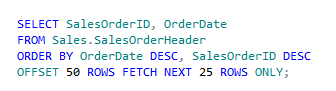 SELECT SalesOrderID, OrderDate
FROM Sales.SalesOrderHeader
ORDER BY OrderDate DESC, SalesOrderID DESC
OFFSET 50 ROWS FETCH NEXT 25 ROWS ONLY;